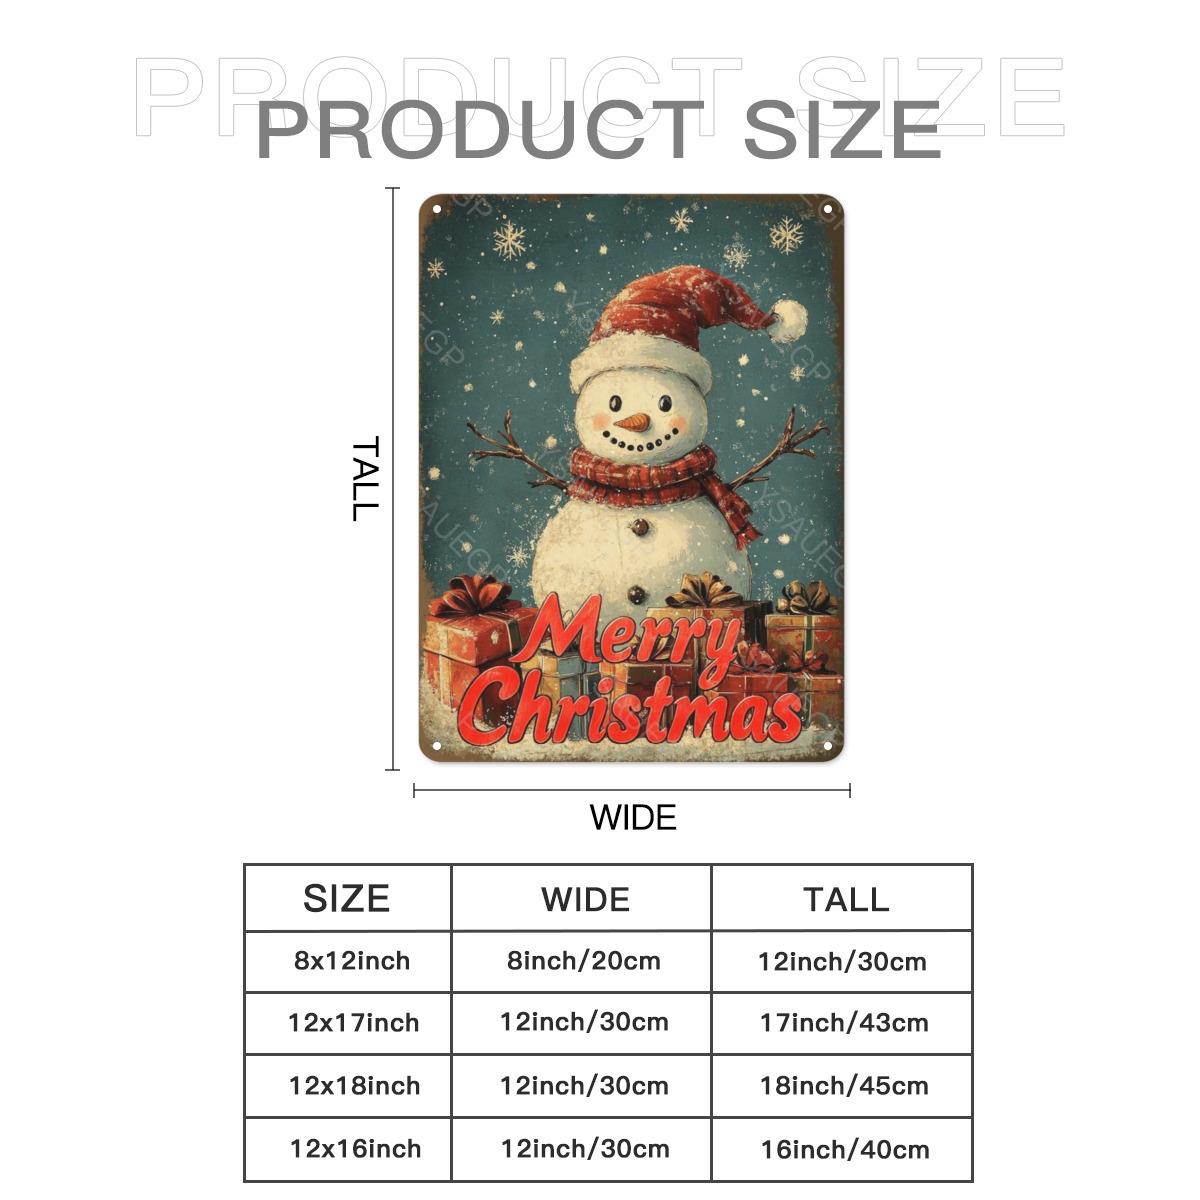 PRODUCT SIZE
PRODUCT SIZE
TALL
YSAUEGP
Merry
Christmas
WIDE
SIZE WIDE TALL
8x12inch 8inch/20cm 12inch/30cm
12x17inch 12inch/30cm 17inch/43cm
12x18inch 12inch/30cm 18inch/45cm
12x16inch 12inch/30cm 16inch/40cm